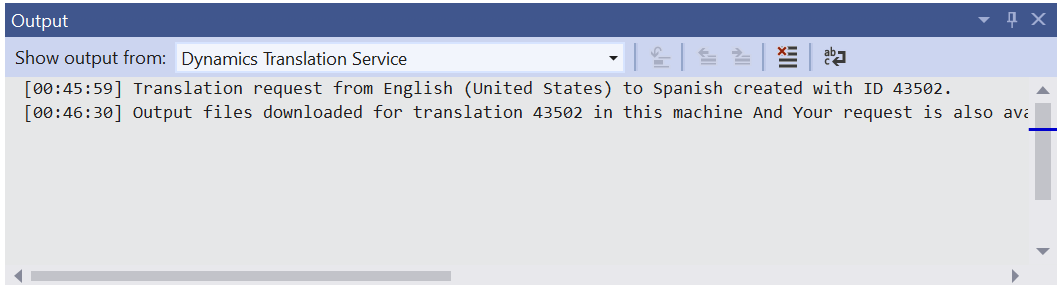 Output
Show output from: Dynamics Translation Service
[00:45:59] Translation request from English (United States) to Spanish created with ID 43502.
[00:46:30] Output files downloaded for translation 43502 in this machine And Your request is also ava